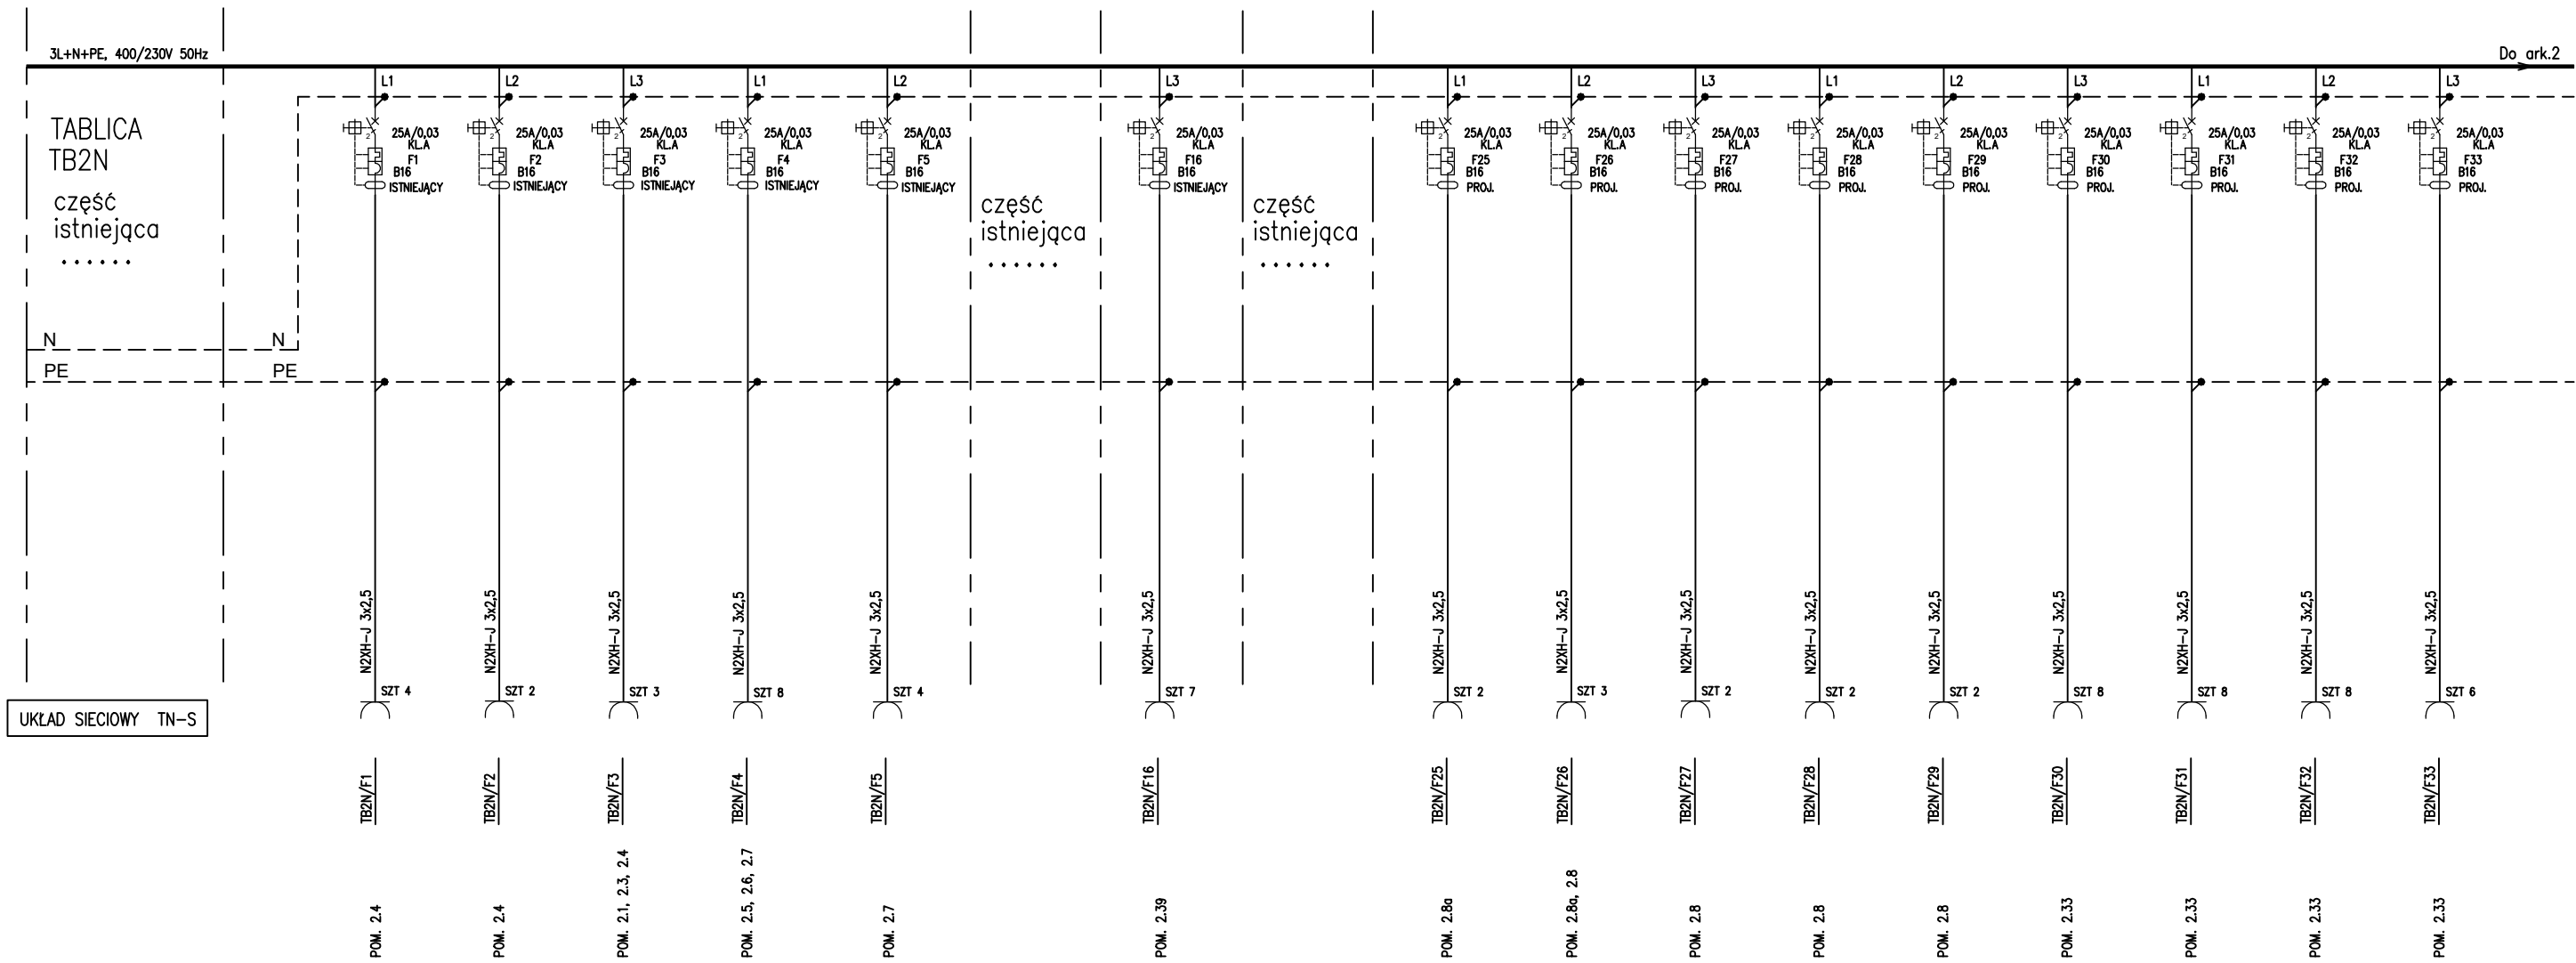 3L+N+PE, 400/230V 50Hz
Do ark.2
TABLICA
TB2N
część
istniejąca
......
N
PE
N
PE
UKŁAD SIECIOWY TN-S
L1
25A/0,03
KL.A
2
F1
B16
ISTNIEJĄCY
N2XH-J 3x2,5
SZT 4
TB2N/F1
POM. 2.4
L2
25A/0,03
KL.A
2
F2
B16
ISTNIEJĄCY
N2XH-J 3x2,5
SZT 2
TB2N/F2
POM. 2.4
L3
25A/0,03
KL.A
2
F3
B16
ISTNIEJĄCY
N2XH-J 3x2,5
SZT 3
TB2N/F3
POM. 2.1, 2.3, 2.4
L1
25A/0,03
KL.A
2
F4
B16
ISTNIEJĄCY
N2XH-J 3x2,5
SZT 8
TB2N/F4
POM. 2.5, 2.6, 2.7
L2
25A/0,03
KL.A
2
F5
B16
ISTNIEJĄCY
N2XH-J 3x2,5
SZT 4
TB2N/F5
POM. 2.7
część
istniejąca
......
L3
25A/0,03
KL.A
2
F16
B16
ISTNIEJĄCY
N2XH-J 3x2,5
SZT 7
TB2N/F16
POM. 2.39
część
istniejąca
......
L1
25A/0,03
KL.A
2
F25
B16
PROJ.
N2XH-J 3x2,5
SZT 2
TB2N/F25
POM. 2.8a
L2
25A/0,03
KL.A
2
F26
B16
PROJ.
N2XH-J 3x2,5
SZT 3
TB2N/F26
POM. 2.8a, 2.8
L3
25A/0,03
KL.A
2
F27
B16
PROJ.
N2XH-J 3x2,5
SZT 2
TB2N/F27
POM. 2.8
L1
25A/0,03
KL.A
2
F28
B16
PROJ.
N2XH-J 3x2,5
SZT 2
TB2N/F28
POM. 2.8
L2
25A/0,03
KL.A
2
F29
B16
PROJ.
N2XH-J 3x2,5
SZT 2
TB2N/F29
POM. 2.8
L3
25A/0,03
KL.A
2
F30
B16
PROJ.
N2XH-J 3x2,5
SZT 8
TB2N/F30
POM. 2.33
L1
25A/0,03
KL.A
2
F31
B16
PROJ.
N2XH-J 3x2,5
SZT 8
TB2N/F31
POM. 2.33
L2
25A/0,03
KL.A
2
F32
B16
PROJ.
N2XH-J 3x2,5
SZT 8
TB2N/F32
POM. 2.33
L3
25A/0,03
KL.A
2
F33
B16
PROJ.
N2XH-J 3x2,5
SZT 6
TB2N/F33
POM. 2.33